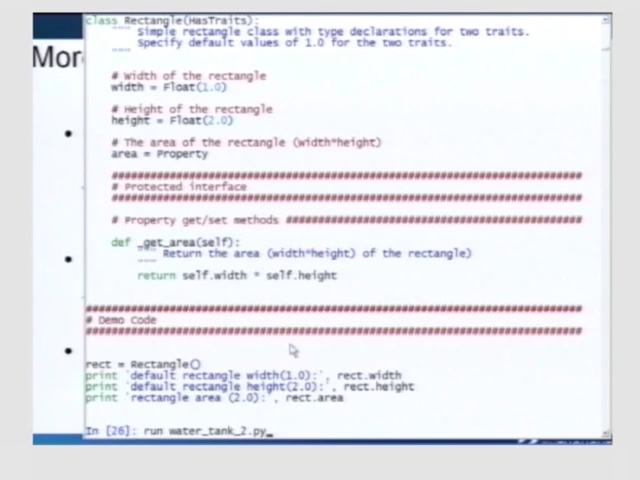 class Rectangle(HasTraits):
""" Simple rectangle class with type declarations for two traits.
Specify default values of 1.0 for the two traits.
"""
More
# Width of the rectangle
width = Float(1.0)
# Height of the rectangle
height = Float(2.0)
# The area of the rectangle (width*height)
area = Property
##########################################################################
# Protected interface
##########################################################################
# Property get/set methods ##############################################
def _get_area(self):
""" Return the area (width*height) of the rectangle)
"""
return self.width * self.height
##############################################################################
# Demo Code
##############################################################################
rect = Rectangle()
print 'default rectangle width(1.0):', rect.width
print 'default rectangle height(2.0):', rect.height
print 'rectangle area (2.0):', rect.area
In [26]: run water_tank_2.py